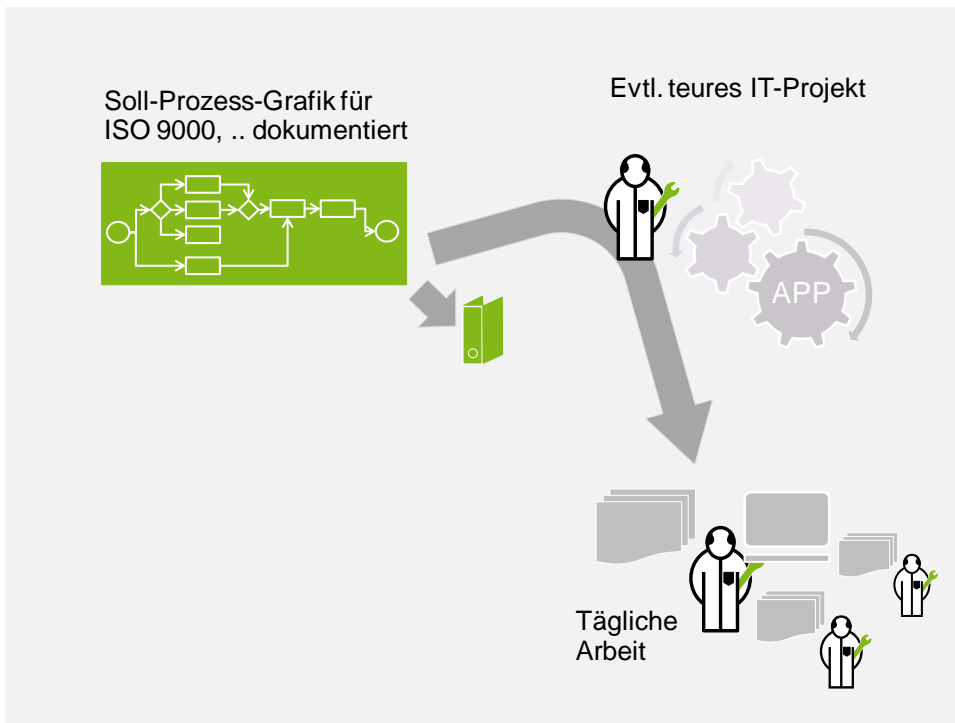 Soll-Prozess-Grafik für
ISO 9000, .. dokumentiert
Evtl. teures IT-Projekt
APP
Tägliche
Arbeit